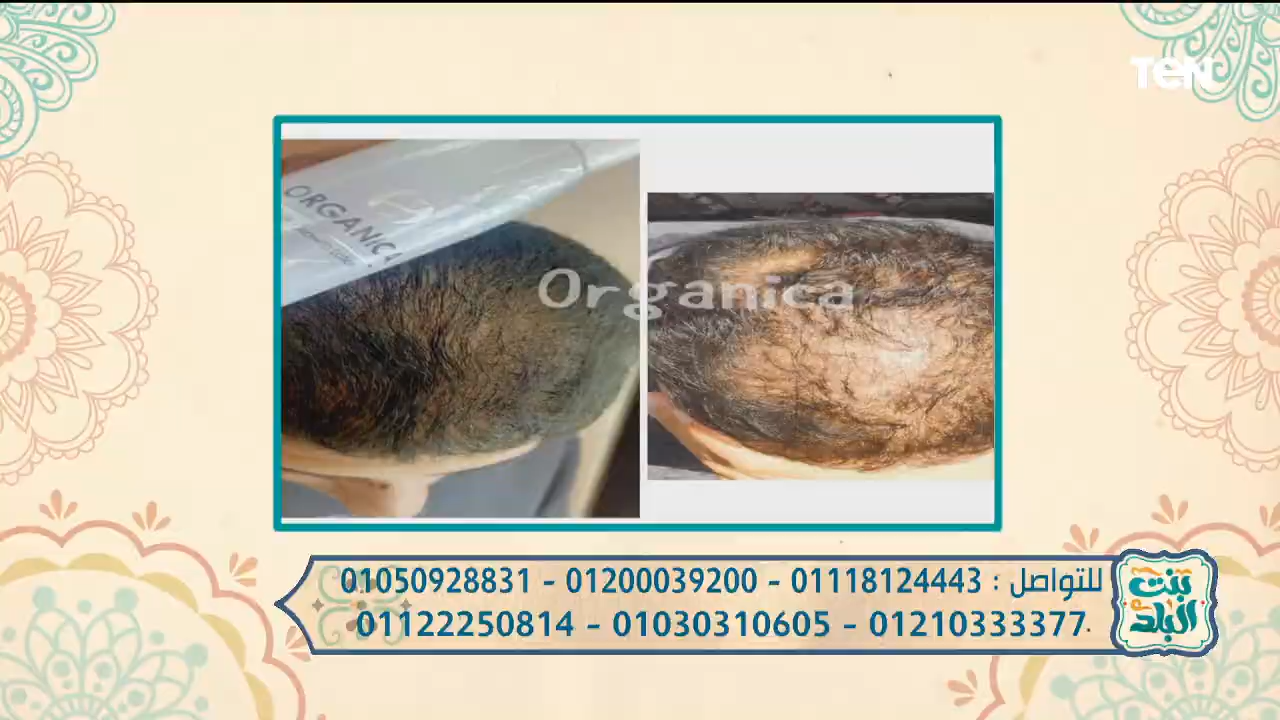 TEN
ORGANICA
Organica
للتواصل : 01118124443 - 01200039200 - 01050928831
01210333377 - 01030310605 - 01122250814
بنت
البلد